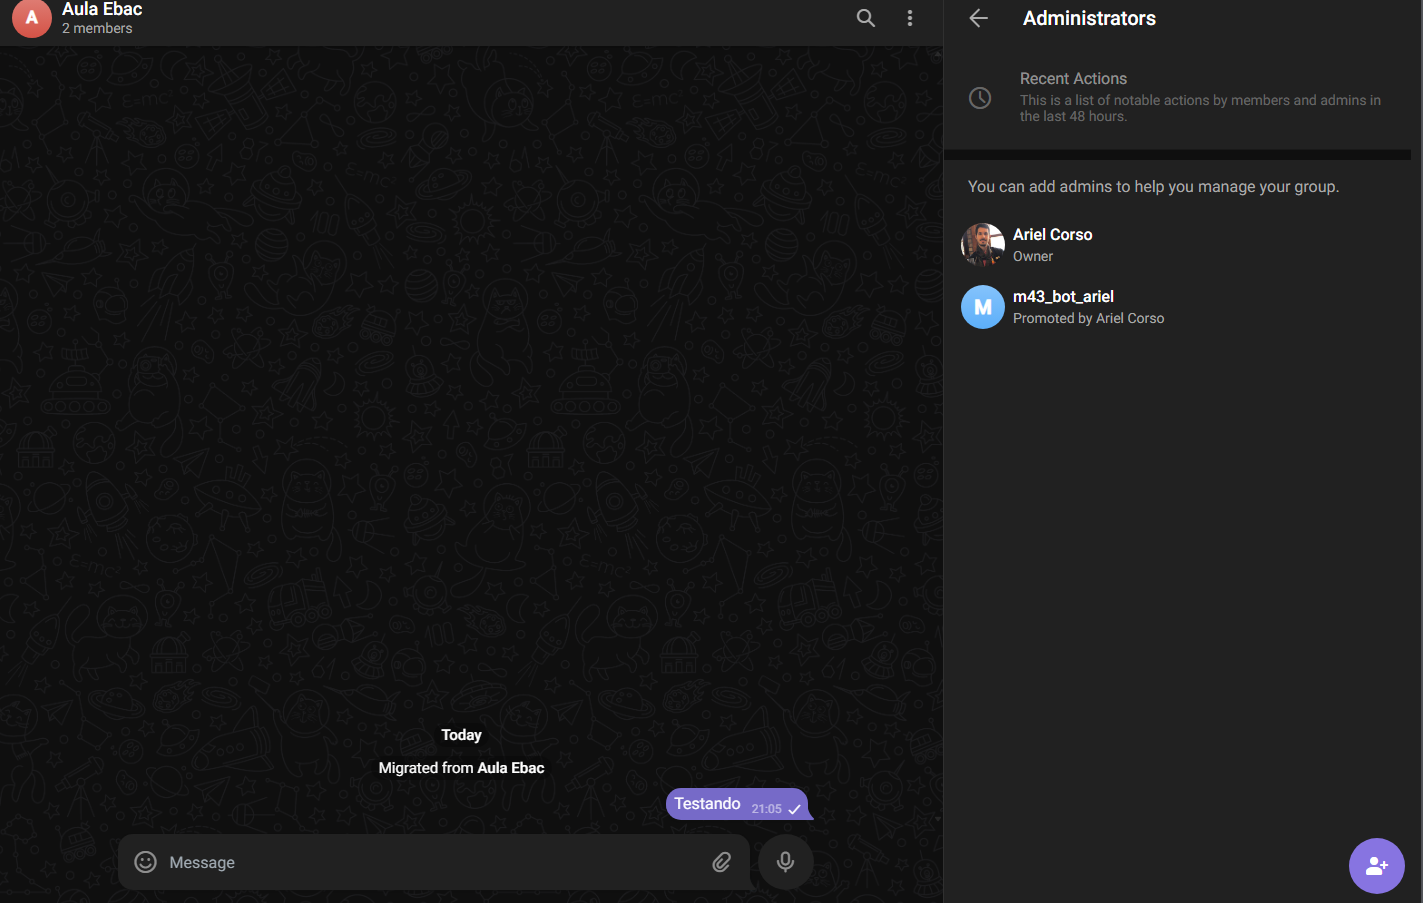 A
Aula Ebac
2 members
Today
Migrated from Aula Ebac
Testando 21:05
Message
Administrators
Recent Actions
This is a list of notable actions by members and admins in
the last 48 hours.
You can add admins to help you manage your group.
Ariel Corso
Owner
M
m43_bot_ariel
Promoted by Ariel Corso